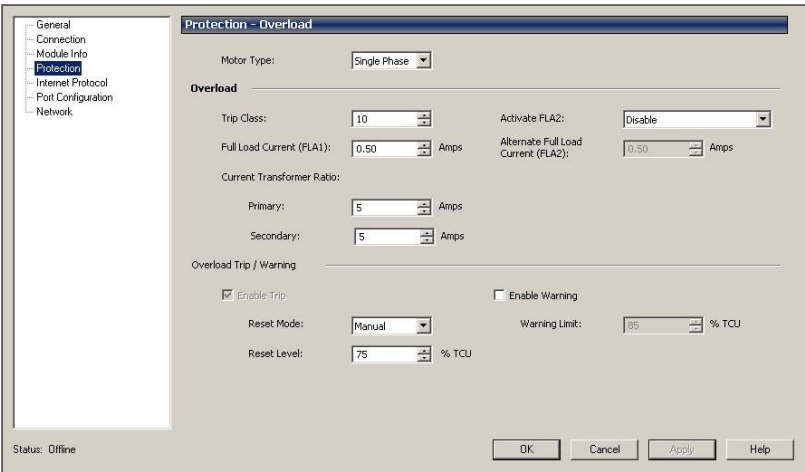 General
Connection
Module Info
Protection
Internet Protocol
Port Configuration
Network
Protection - Overload
Motor Type: Single Phase
Overload
Trip Class: 10 Activate FLA2: Disable
Full Load Current (FLA1): 0.50 Amps Alternate Full Load
Current (FLA2): 0.50 Amps
Current Transformer Ratio:
Primary: 5 Amps
Secondary: 5 Amps
Overload Trip / Warning
Enable Trip Enable Warning
Reset Mode: Manual Warning Limit: 85 % TCU
Reset Level: 75 % TCU
Status: Offline OK Cancel Apply Help